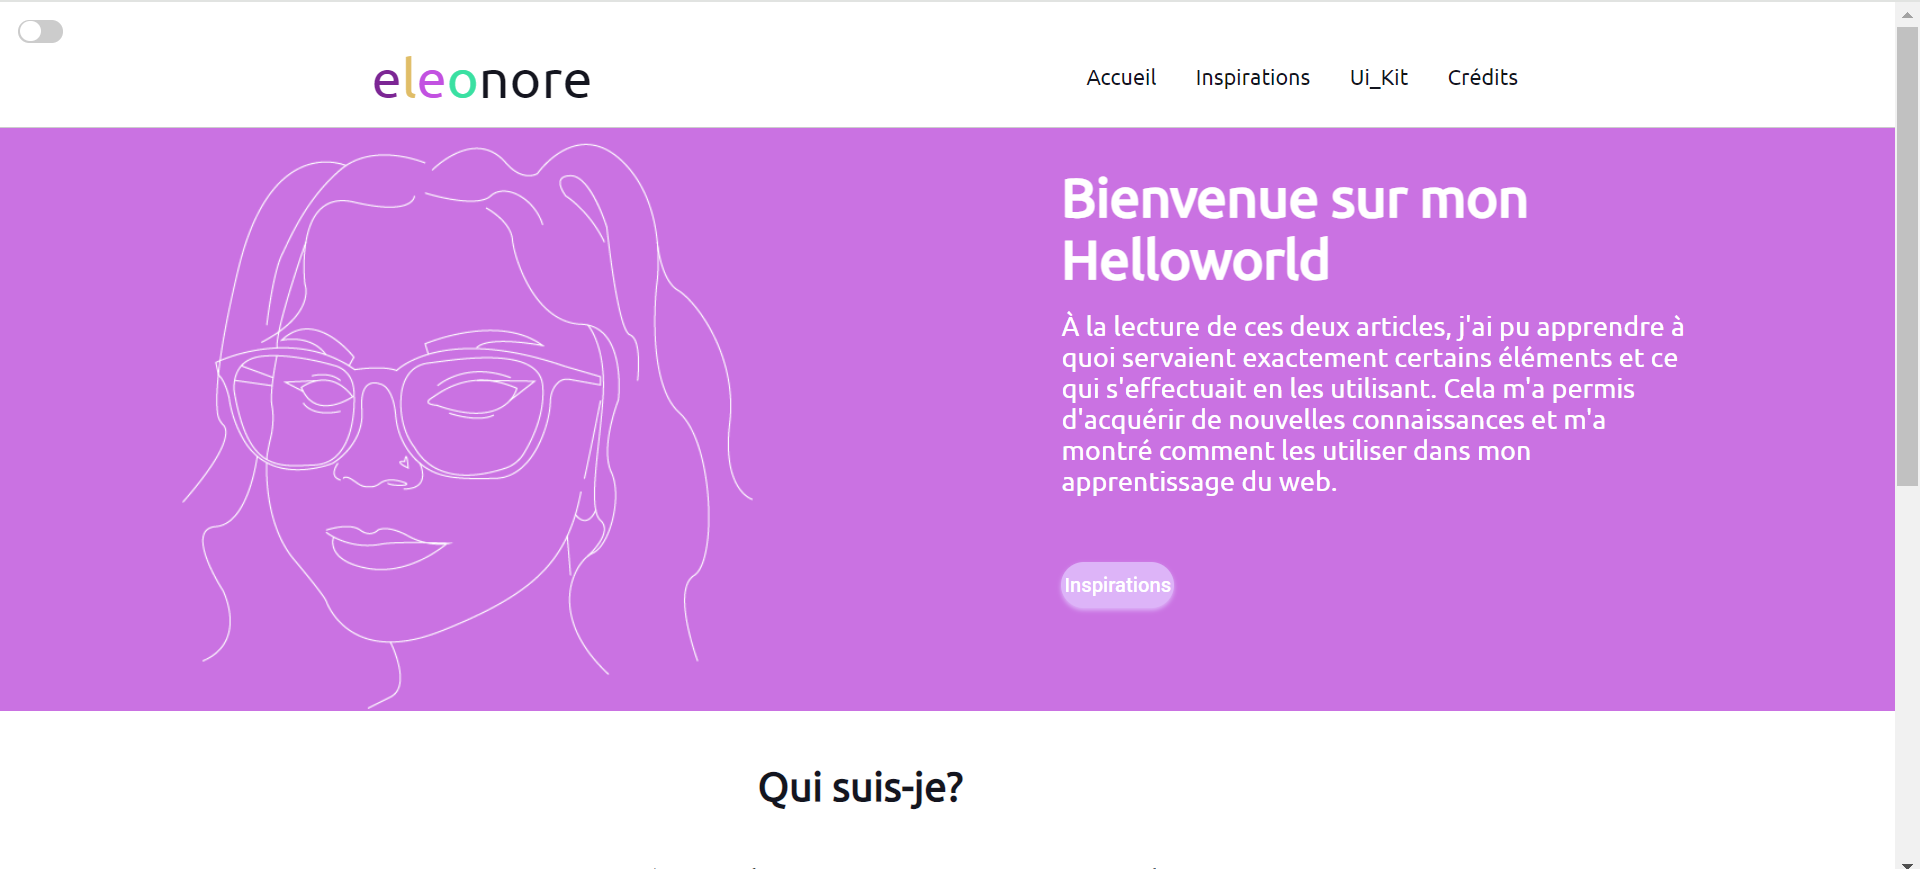 eleonore
Accueil Inspirations Ui_Kit Crédits
Bienvenue sur mon
Helloworld
À la lecture de ces deux articles, j'ai pu apprendre à
quoi servaient exactement certains éléments et ce
qui s'effectuait en les utilisant. Cela m'a permis
d'acquérir de nouvelles connaissances et m'a
montré comment les utiliser dans mon
apprentissage du web.
Inspirations
Qui suis-je?